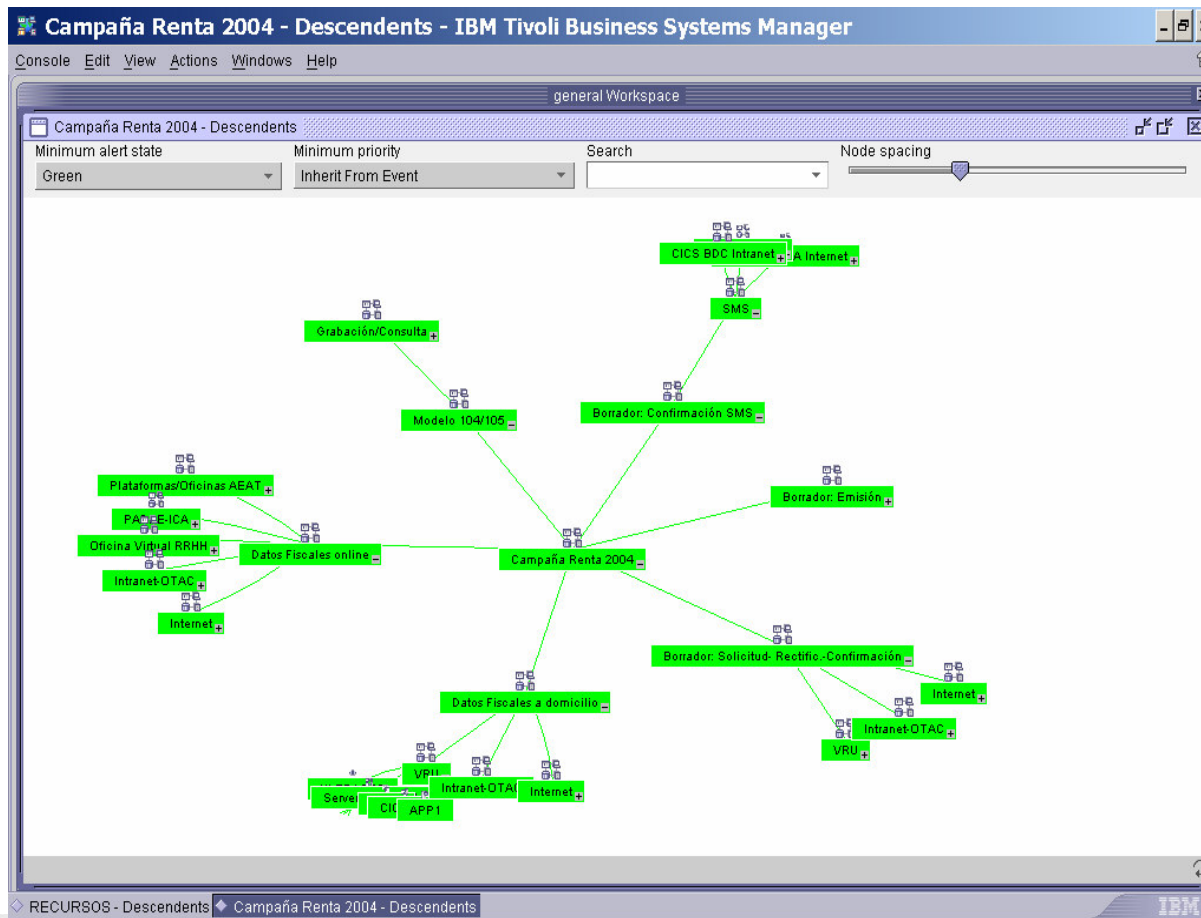 Campaña Renta 2004 - Descendents - IBM Tivoli Business Systems Manager
Console Edit View Actions Windows Help
general Workspace
Campaña Renta 2004 - Descendents
Minimum alert state
Minimum priority
Search
Node spacing
Green
Inherit From Event
CICS BDC Intranet
A Internet
SMS
Grabación/Consulta
Borrador: Confirmación SMS
Modelo 104/105
Plataformas/Oficinas AEAT
Borrador: Emisión
Oficina Virtual RRHH
Datos Fiscales online
Campaña Renta 2004
Intranet-OTAC
Internet
Borrador: Solicitud- Rectific.-Confirmación
Internet
Datos Fiscales a domicilio
Intranet-OTAC
VRU
VRU
Intranet-OTAC
Internet
Server
CIC
APP1
RECURSOS - Descendents
Campaña Renta 2004 - Descendents
IBM